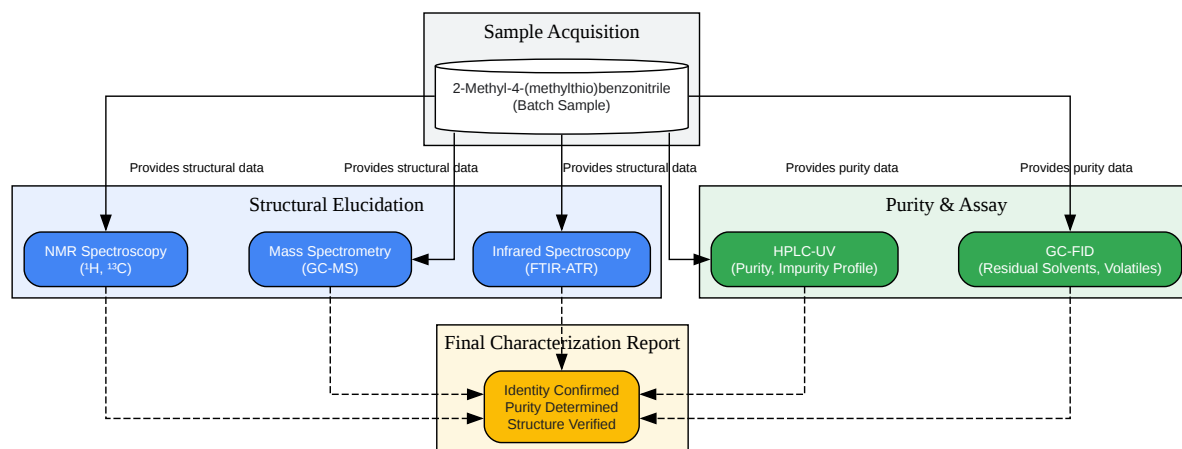 Sample Acquisition
2-Methyl-4-(methylthio)benzonitrile
(Batch Sample)
Provides structural data
Provides structural data
Provides structural data
Provides purity data
Provides purity data
Structural Elucidation
Purity & Assay
NMR Spectroscopy
(¹H, ¹³C)
Mass Spectrometry
(GC-MS)
Infrared Spectroscopy
(FTIR-ATR)
HPLC-UV
(Purity, Impurity Profile)
GC-FID
(Residual Solvents, Volatiles)
Final Characterization Report
Identity Confirmed
Purity Determined
Structure Verified